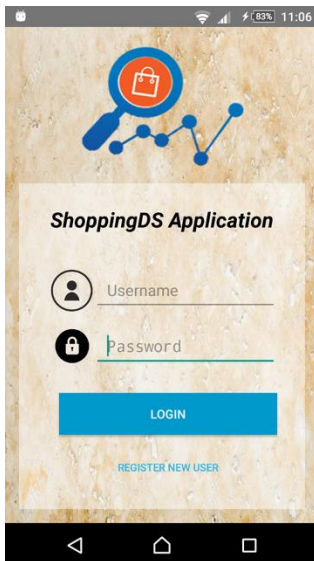 83% 11:06
ShoppingDS Application
Username
Password
LOGIN
REGISTER NEW USER